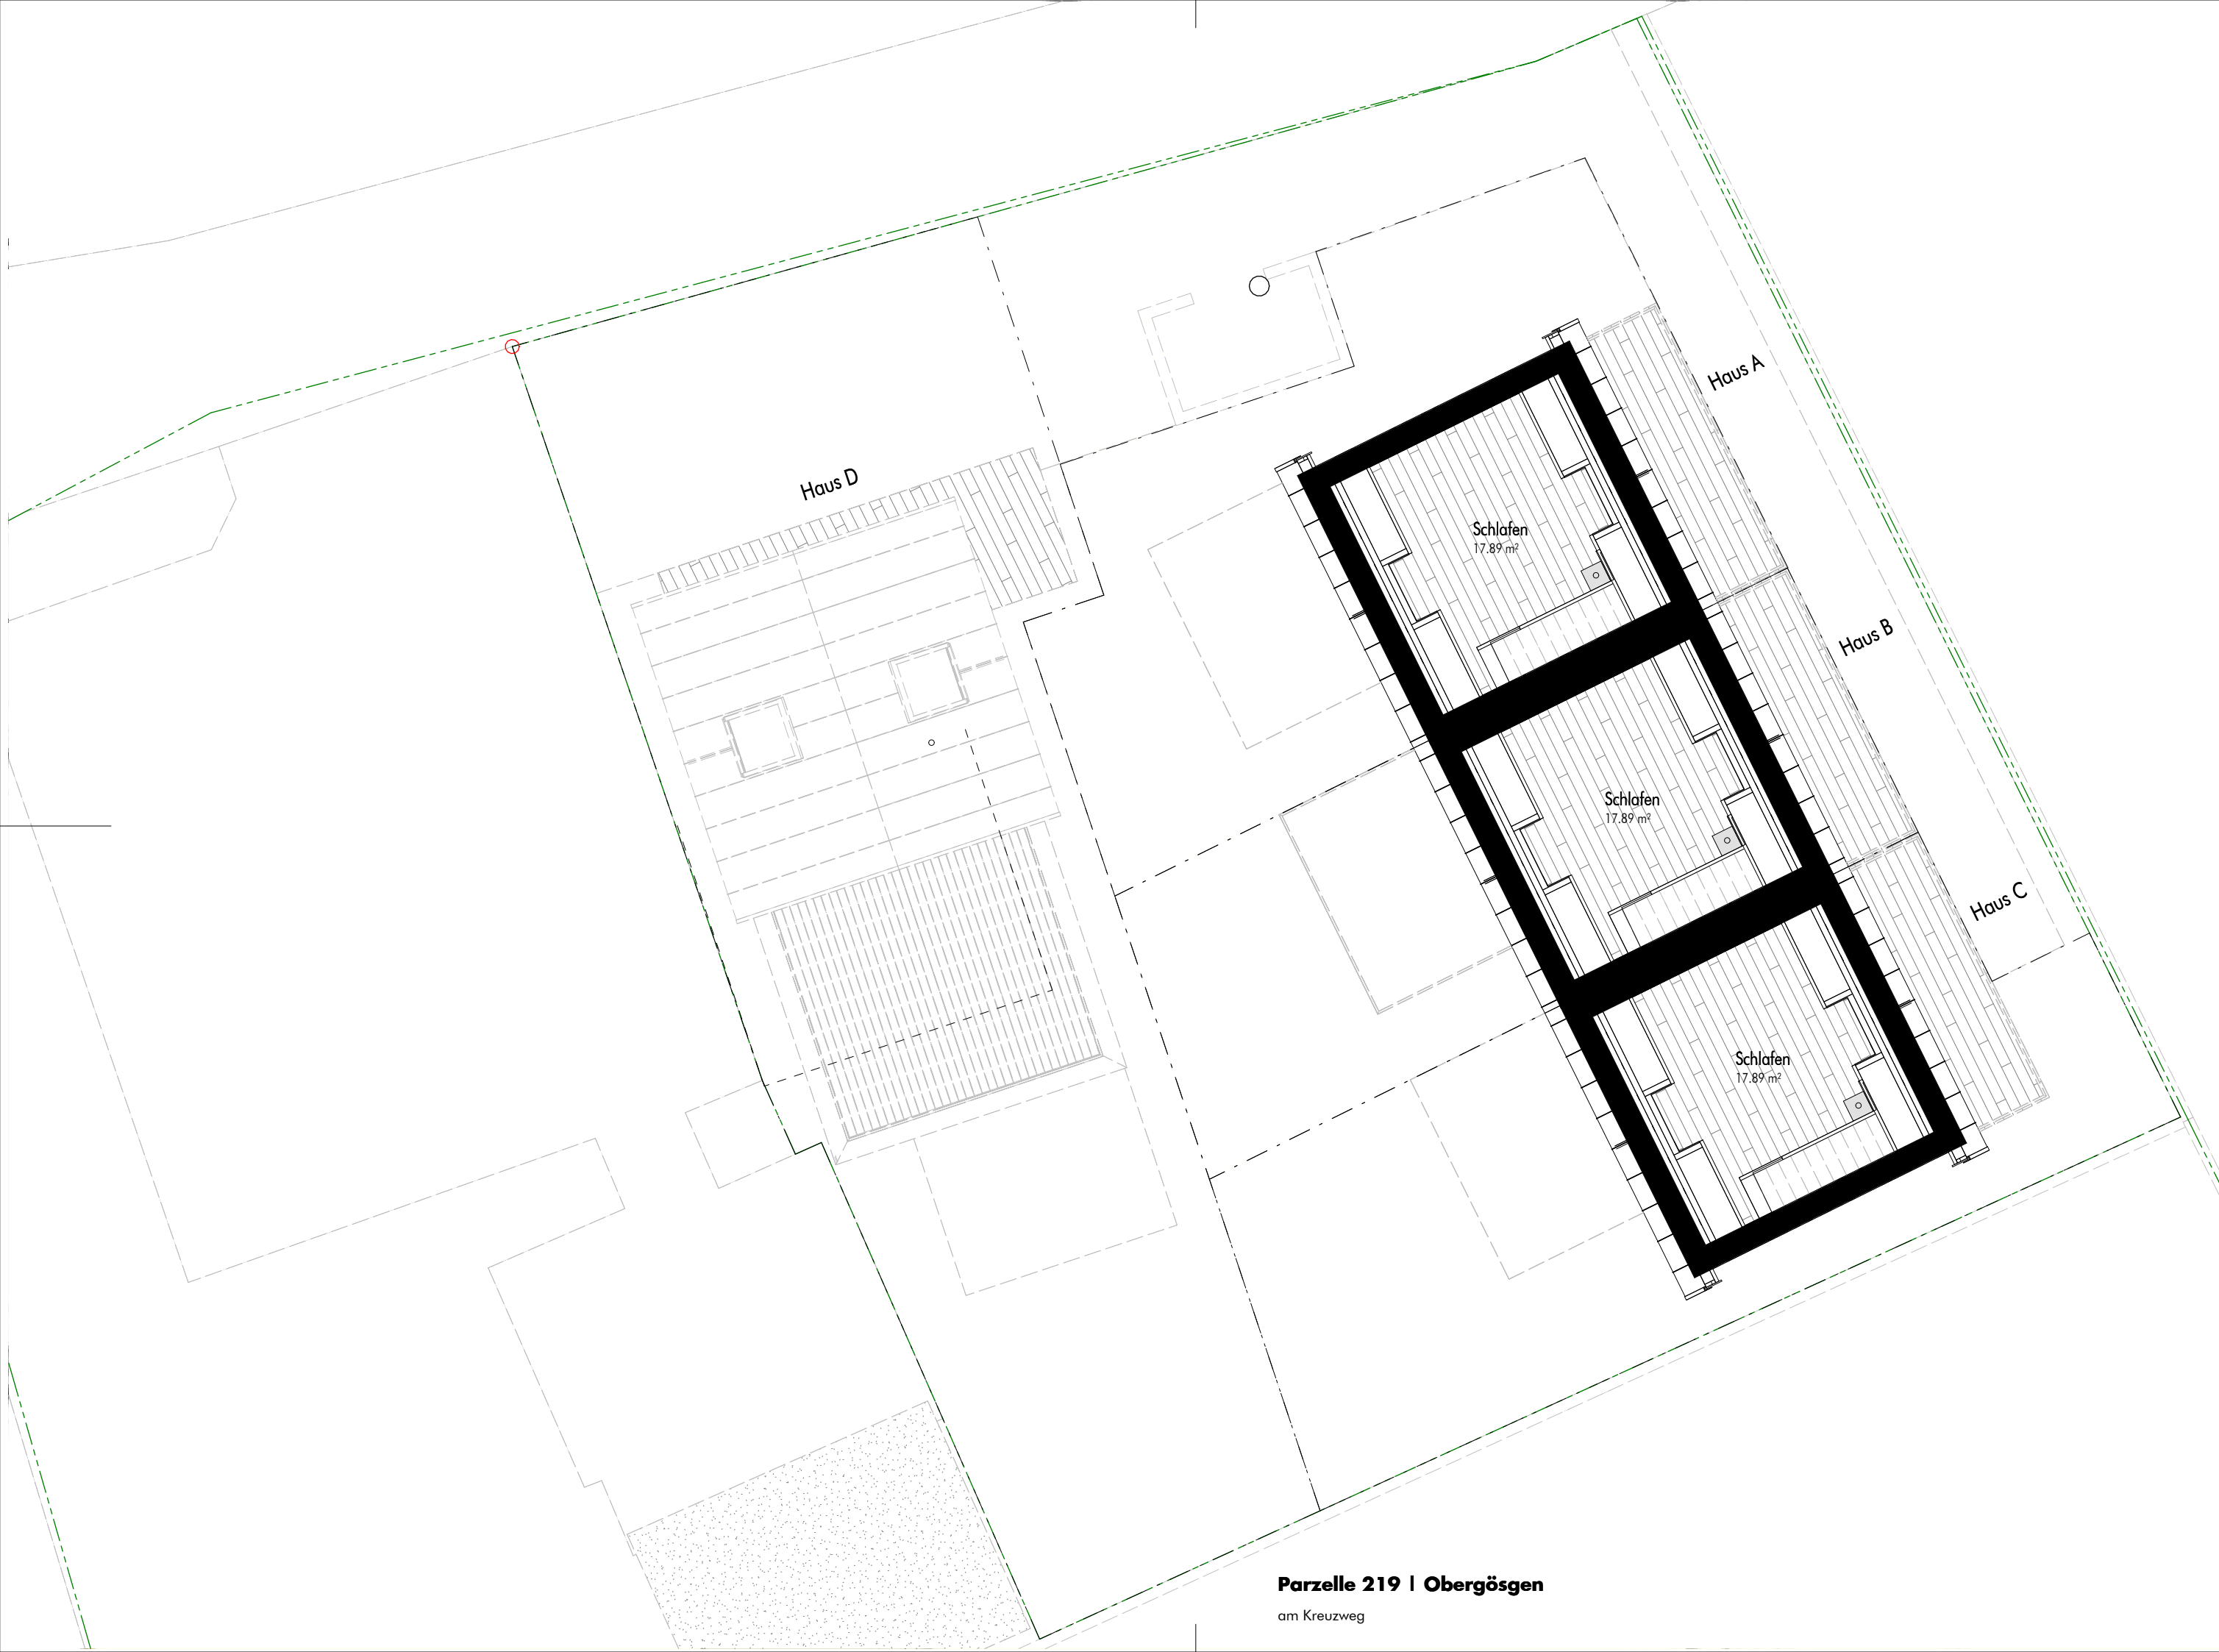 Haus A
Haus D
Schlafen
17.89 m²
Haus B
Schlafen
17.89 m²
Haus C
Schlafen
17.89 m²
Parzelle 219 | Obergösgen
am Kreuzweg